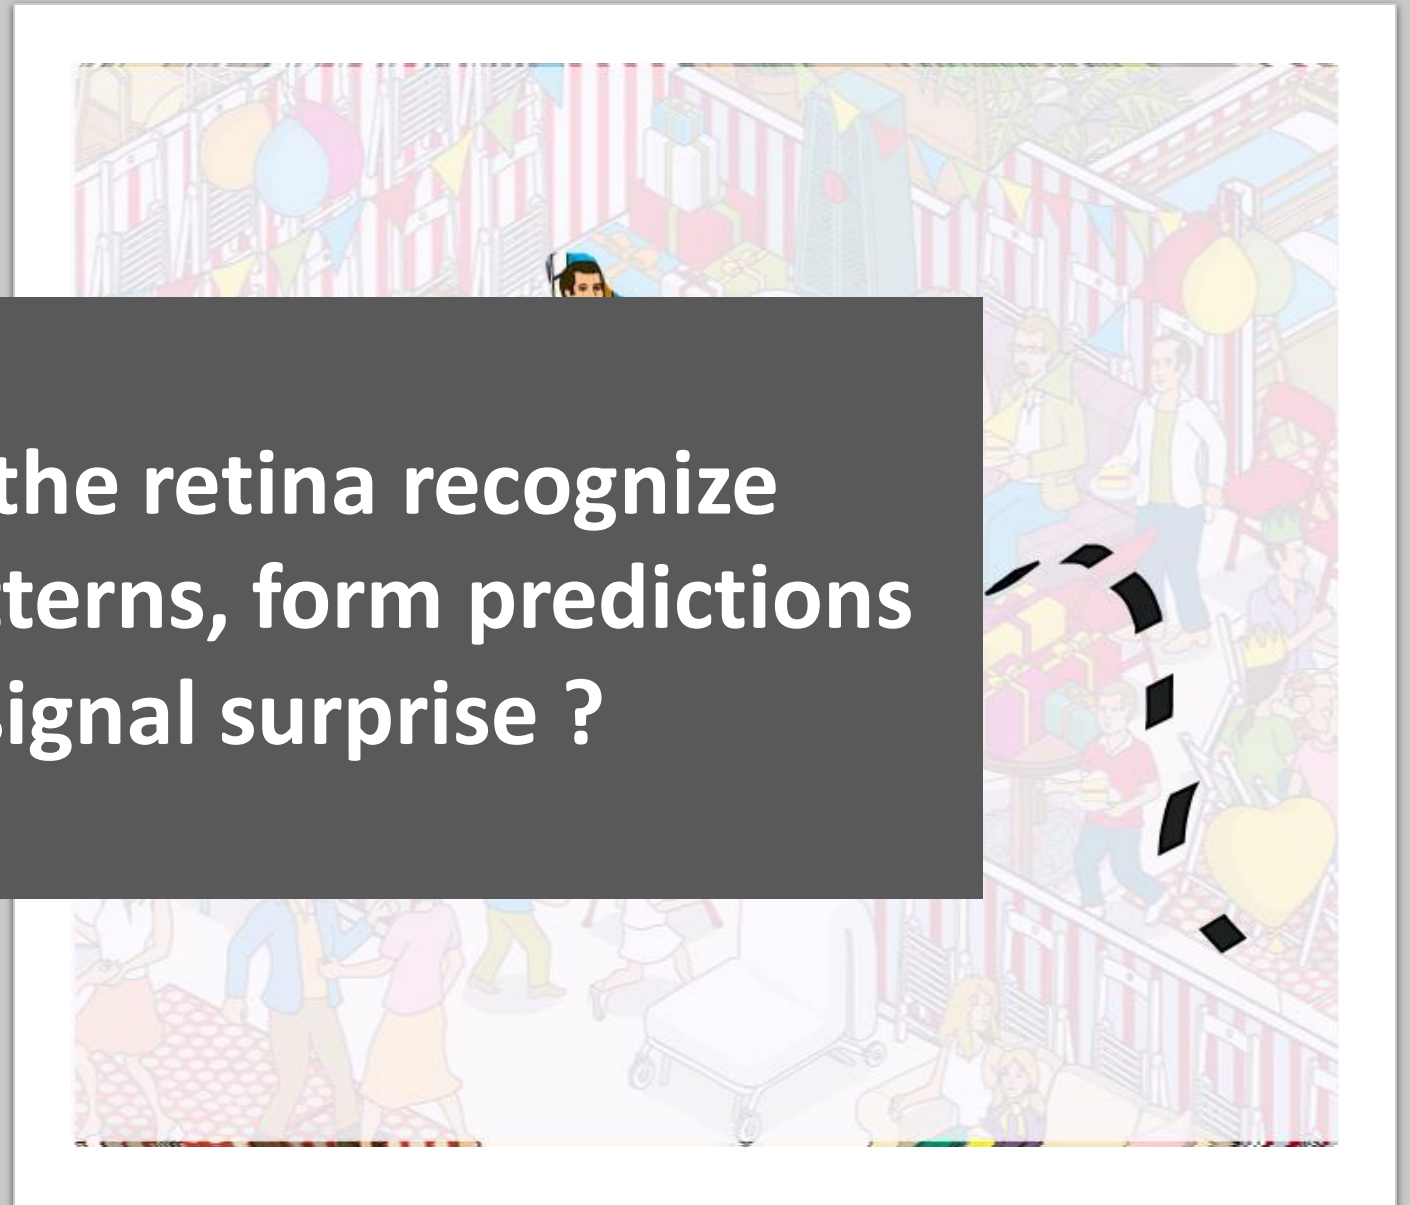 the retina recognize
terns, form predictions
signal surprise ?